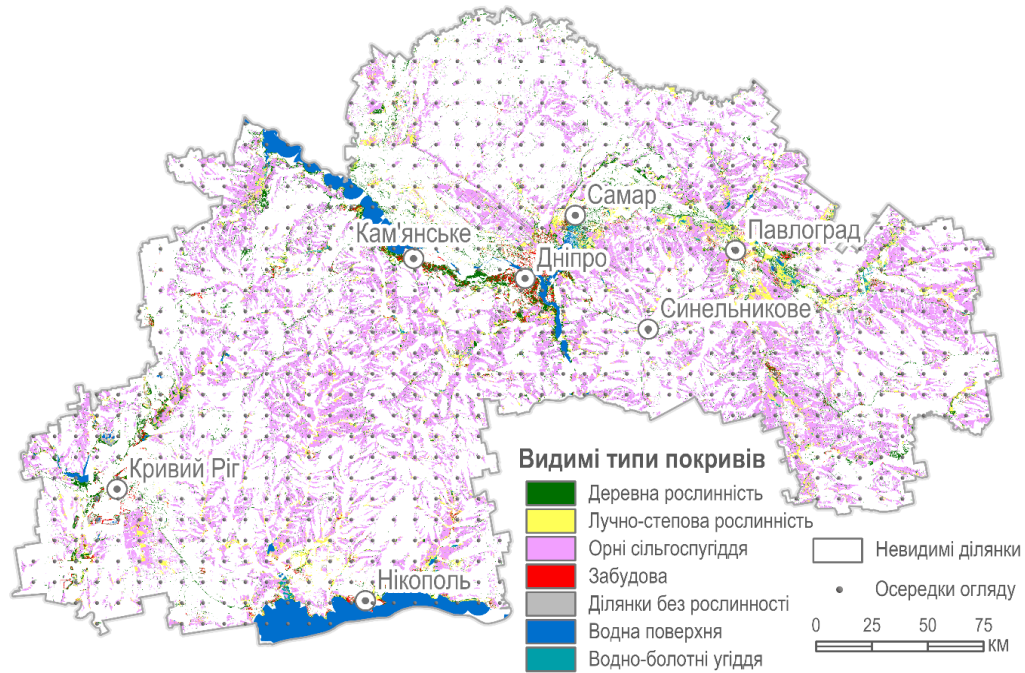 Самар
Павлоград
Кам'янське
Дніпро
Синельникове
Кривий Ріг
Нікополь
Видимі типи покривів
Деревна рослинність
Лучно-степова рослинність
Орні сільгоспугіддя
Забудова
Ділянки без рослинності
Водна поверхня
Водно-болотні угіддя
Невидимі ділянки
Осередки огляду
0 25 50 75
КМ